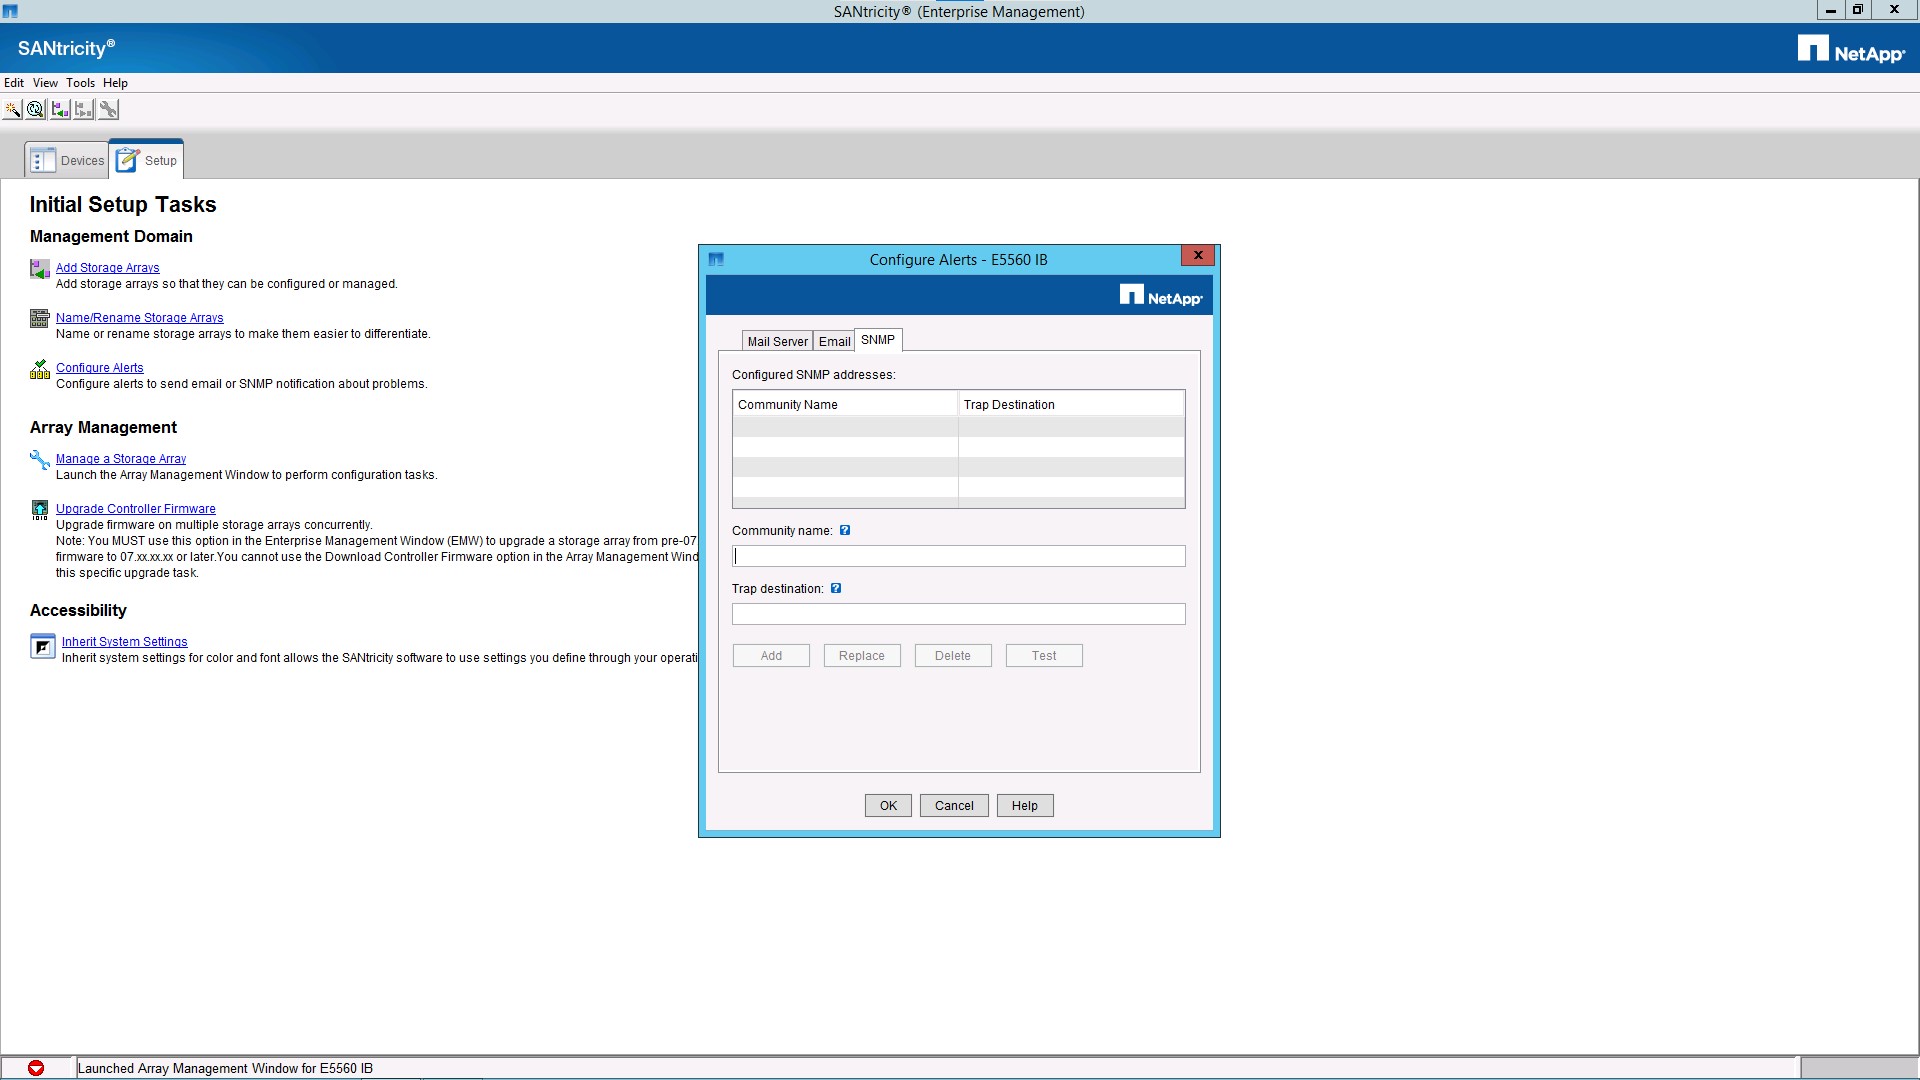 SANtricity® (Enterprise Management)
SANtricity®
NetApp®
Edit View Tools Help
Devices
Setup
Initial Setup Tasks
Management Domain
Add Storage Arrays
Add storage arrays so that they can be configured or managed.
Name/Rename Storage Arrays
Name or rename storage arrays to make them easier to differentiate.
Configure Alerts
Configure alerts to send email or SNMP notification about problems.
Array Management
Manage a Storage Array
Launch the Array Management Window to perform configuration tasks.
Upgrade Controller Firmware
Upgrade firmware on multiple storage arrays concurrently.
Note: You MUST use this option in the Enterprise Management Window (EMW) to upgrade a storage array from pre-07
firmware to 07.xx.xx.xx or later.You cannot use the Download Controller Firmware option in the Array Management Wind
this specific upgrade task.
Accessibility
Inherit System Settings
Inherit system settings for color and font allows the SANtricity software to use settings you define through your operati
Configure Alerts - E5560 IB
NetApp®
Mail Server
Email
SNMP
Configured SNMP addresses:
Community Name
Trap Destination
Community name: ?
Trap destination: ?
Add
Replace
Delete
Test
OK
Cancel
Help
Launched Array Management Window for E5560 IB